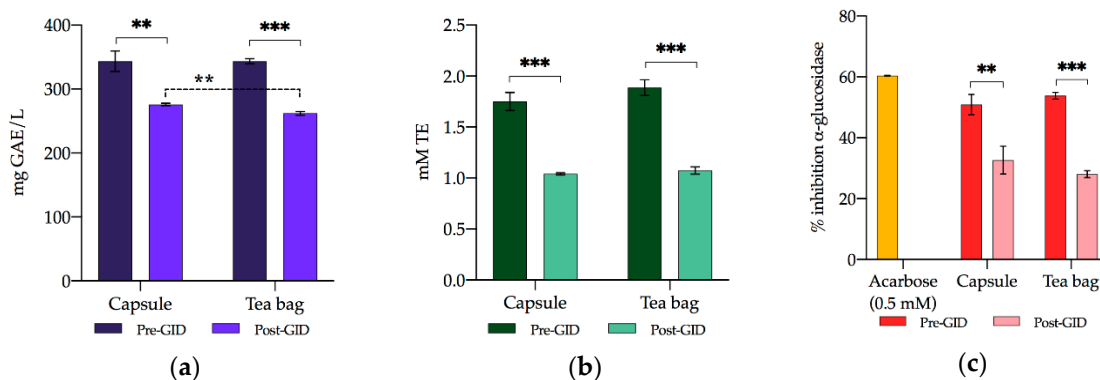 400
300
200
100
0
mg GAE/L
**
***
**
Capsule
Tea bag
Pre-GID
Post-GID
(a)
2.5
2.0
1.5
1.0
0.5
0.0
mM TE
***
***
Capsule
Tea bag
Pre-GID
Post-GID
(b)
80
60
40
20
0
% inhibition α-glucosidase
**
***
Acarbose
(0.5 mM)
Capsule
Tea bag
Pre-GID
Post-GID
(c)